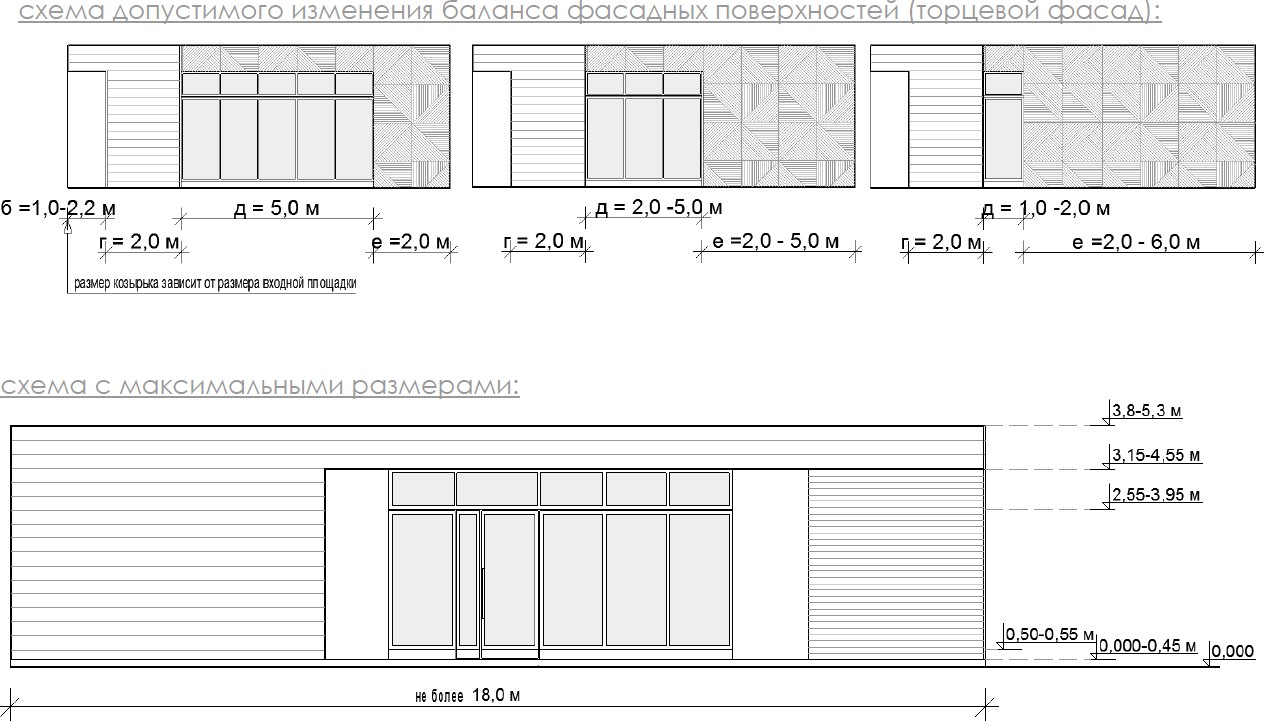 схема допустимого изменения баланса фасадных поверхностей (торцевой фасад):
б =1,0-2,2 м
д = 5,0 м
д = 2,0 -5,0 м
д = 1,0 -2,0 м
г = 2,0 м
е =2,0 м
г = 2,0 м
е =2,0 - 5,0 м
г = 2,0 м
е =2,0 - 6,0 м
размер козырька зависит от размера входной площадки
схема с максимальными размерами:
3,8-5,3 м
3,15-4,55 м
2,55-3,95 м
0,50-0,55 м
0,000-0,45 м
0,000
не более 18,0 м